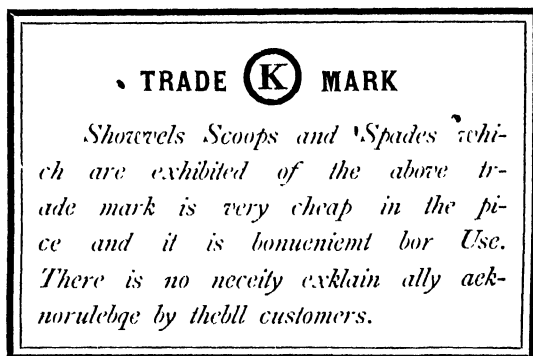 TRADE K MARK
Showvels Scoops and Spades whi-
ch are exhibited of the above tr-
ade mark is very cheap in the pi-
ce and it is bonueniemt bor Use.
There is no neceity exklain ally ack-
norulebqe by thebll customers.